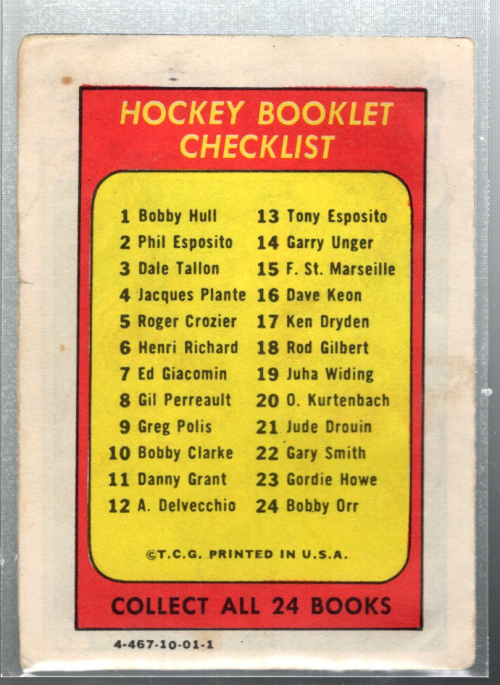 HOCKEY BOOKLET
CHECKLIST
1 Bobby Hull
2 Phil Esposito
3 Dale Tallon
4 Jacques Plante
5 Roger Crozier
6 Henri Richard
7 Ed Giacomin
8 Gil Perreault
9 Greg Polis
10 Bobby Clarke
11 Danny Grant
12 A. Delvecchio
13 Tony Esposito
14 Garry Unger
15 F. St. Marseille
16 Dave Keon
17 Ken Dryden
18 Rod Gilbert
19 Juha Widing
20 O. Kurtenbach
21 Jude Drouin
22 Gary Smith
23 Gordie Howe
24 Bobby Orr
©T.C.G. PRINTED IN U.S.A.
COLLECT ALL 24 BOOKS
4-467-10-01-1